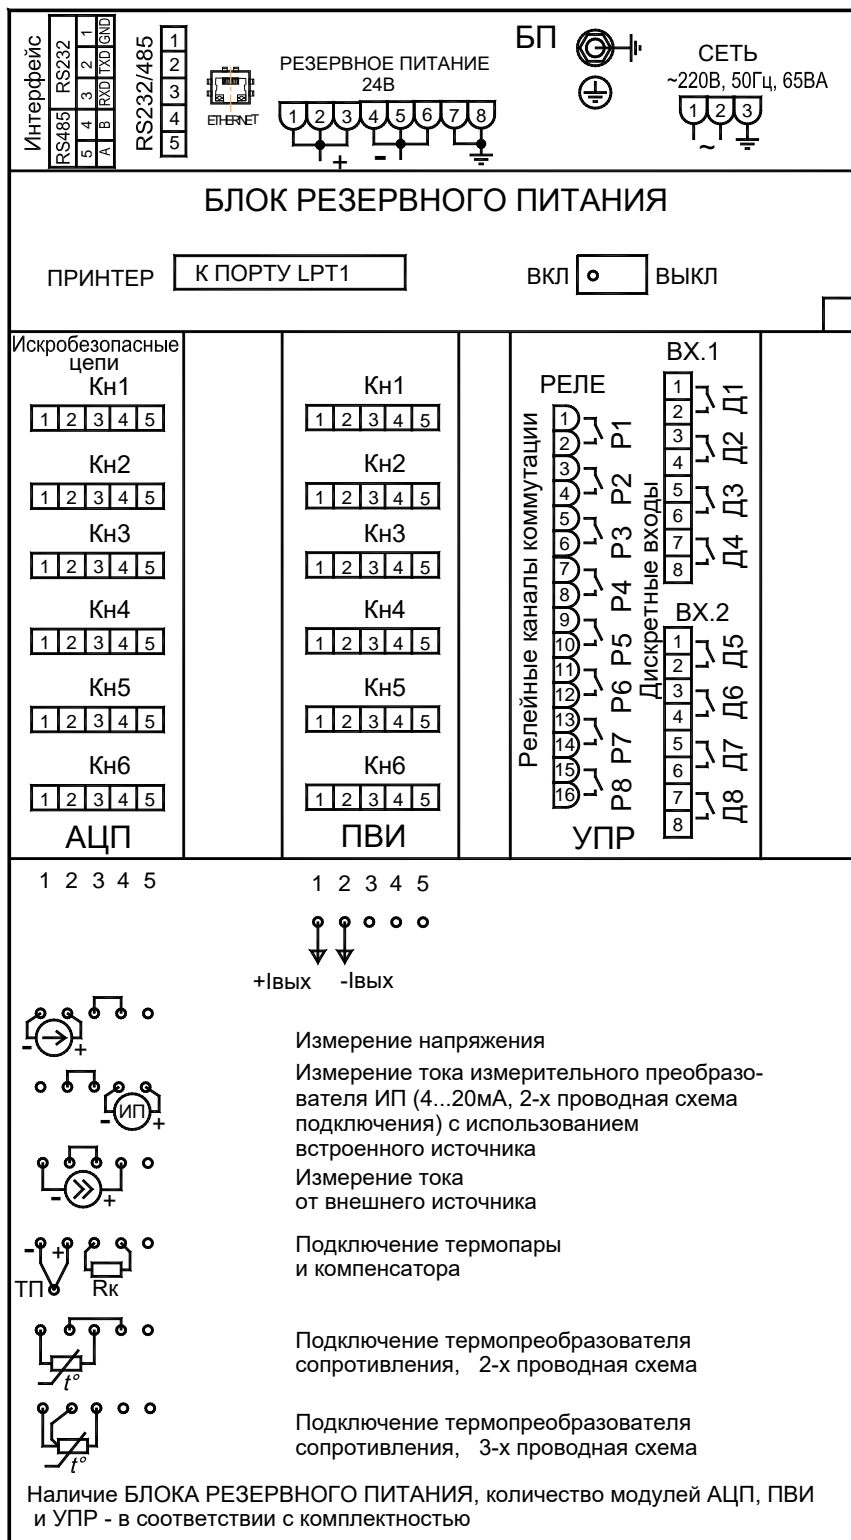 Интерфейс
RS485 RS232
5 4 3 2 1
A B RXD TXD GND
RS232/485
1
2
3
4
5
ETHERNET
РЕЗЕРВНОЕ ПИТАНИЕ
24В
1 2 3 4 5 6 7 8
+ -
БП
СЕТЬ
~220В, 50Гц, 65ВА
1 2 3
~
БЛОК РЕЗЕРВНОГО ПИТАНИЯ
ПРИНТЕР К ПОРТУ LPT1
ВКЛ ВЫКЛ
Искробезопасные
цепи
Кн1
1 2 3 4 5
Кн2
1 2 3 4 5
Кн3
1 2 3 4 5
Кн4
1 2 3 4 5
Кн5
1 2 3 4 5
Кн6
1 2 3 4 5
АЦП
Кн1
1 2 3 4 5
Кн2
1 2 3 4 5
Кн3
1 2 3 4 5
Кн4
1 2 3 4 5
Кн5
1 2 3 4 5
Кн6
1 2 3 4 5
ПВИ
РЕЛЕ
Релейные каналы коммутации
1
2
3
4
5
6
7
8
9
10
11
12
13
14
15
16
Р1
Р2
Р3
Р4
Р5
Р6
Р7
Р8
УПР
Дискретные входы
ВХ.1
1
2
3
4
5
6
7
8
Д1
Д2
Д3
Д4
ВХ.2
1
2
3
4
5
6
7
8
Д5
Д6
Д7
Д8
1 2 3 4 5
1 2 3 4 5
+Iвых -Iвых
- +
Измерение напряжения
ИП
- +
Измерение тока измерительного преобразо-
вателя ИП (4...20мА, 2-х проводная схема
подключения) с использованием
встроенного источника
- +
Измерение тока
от внешнего источника
- +
ТП Rк
Подключение термопары
и компенсатора
t°
Подключение термопреобразователя
сопротивления, 2-х проводная схема
t°
Подключение термопреобразователя
сопротивления, 3-х проводная схема
Наличие БЛОКА РЕЗЕРВНОГО ПИТАНИЯ, количество модулей АЦП, ПВИ
и УПР - в соответствии с комплектностью